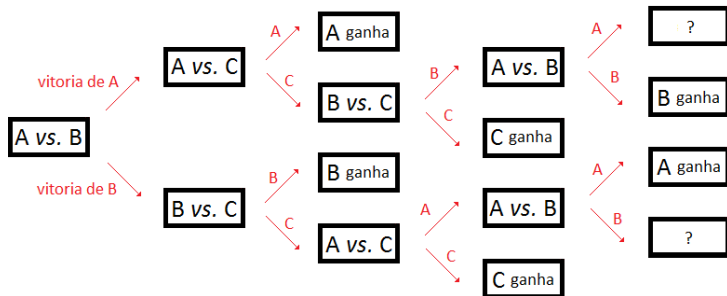 A ganha
A
?
A
A vs. C
A vs. B
vitoria de A
C
B
B
B vs. C
B ganha
C
A vs. B
C ganha
B ganha
A ganha
vitoria de B
B
A
A
B vs. C
A vs. B
C
B
A vs. C
?
C
C ganha